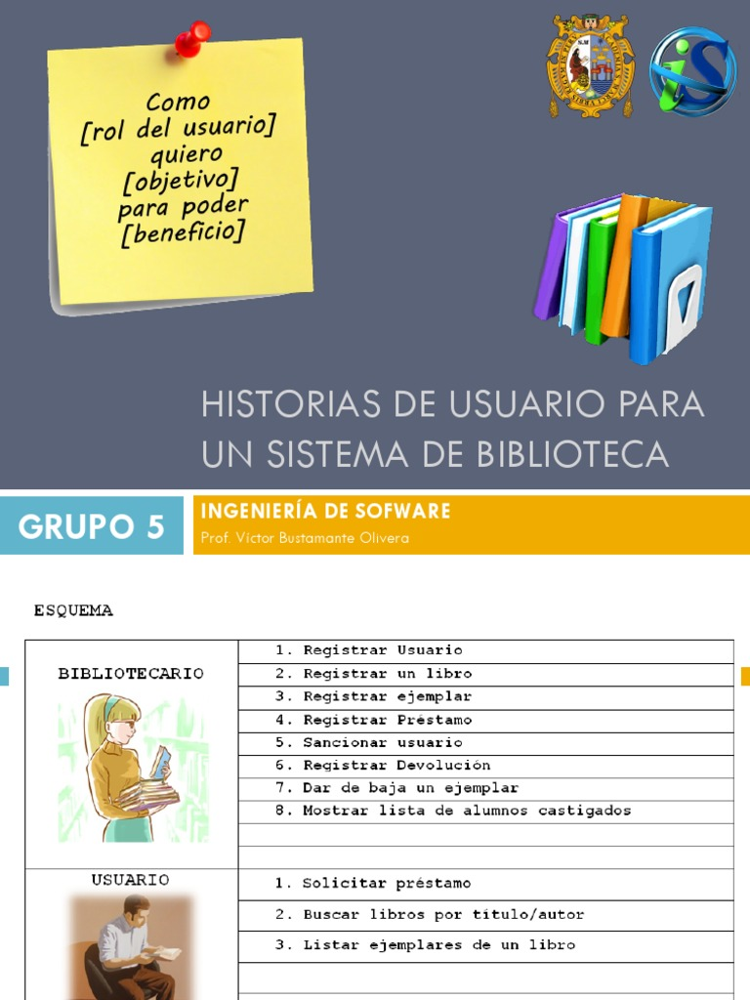 Como
[rol del usuario]
quiero
[objetivo]
para poder
[beneficio]
HISTORIAS DE USUARIO PARA
UN SISTEMA DE BIBLIOTECA
GRUPO 5
INGENIERÍA DE SOFWARE
Prof. Víctor Bustamante Olivera
ESQUEMA
BIBLIOTECARIO
1. Registrar Usuario
2. Registrar un libro
3. Registrar ejemplar
4. Registrar Préstamo
5. Sancionar usuario
6. Registrar Devolución
7. Dar de baja un ejemplar
8. Mostrar lista de alumnos castigados
USUARIO
1. Solicitar préstamo
2. Buscar libros por título/autor
3. Listar ejemplares de un libro